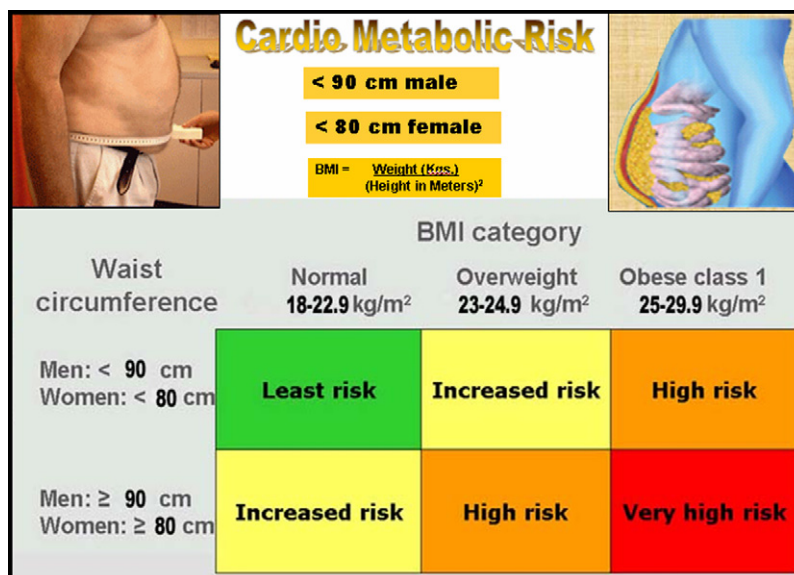 Cardio Metabolic Risk
< 90 cm male
< 80 cm female
BMI = Weight (Kgs.)
(Height in Meters)²
BMI category
Waist
circumference
Normal
18-22.9 kg/m²
Overweight
23-24.9 kg/m²
Obese class 1
25-29.9 kg/m²
Men: < 90 cm
Women: < 80 cm
Least risk
Increased risk
High risk
Men: ≥ 90 cm
Women: ≥ 80 cm
Increased risk
High risk
Very high risk